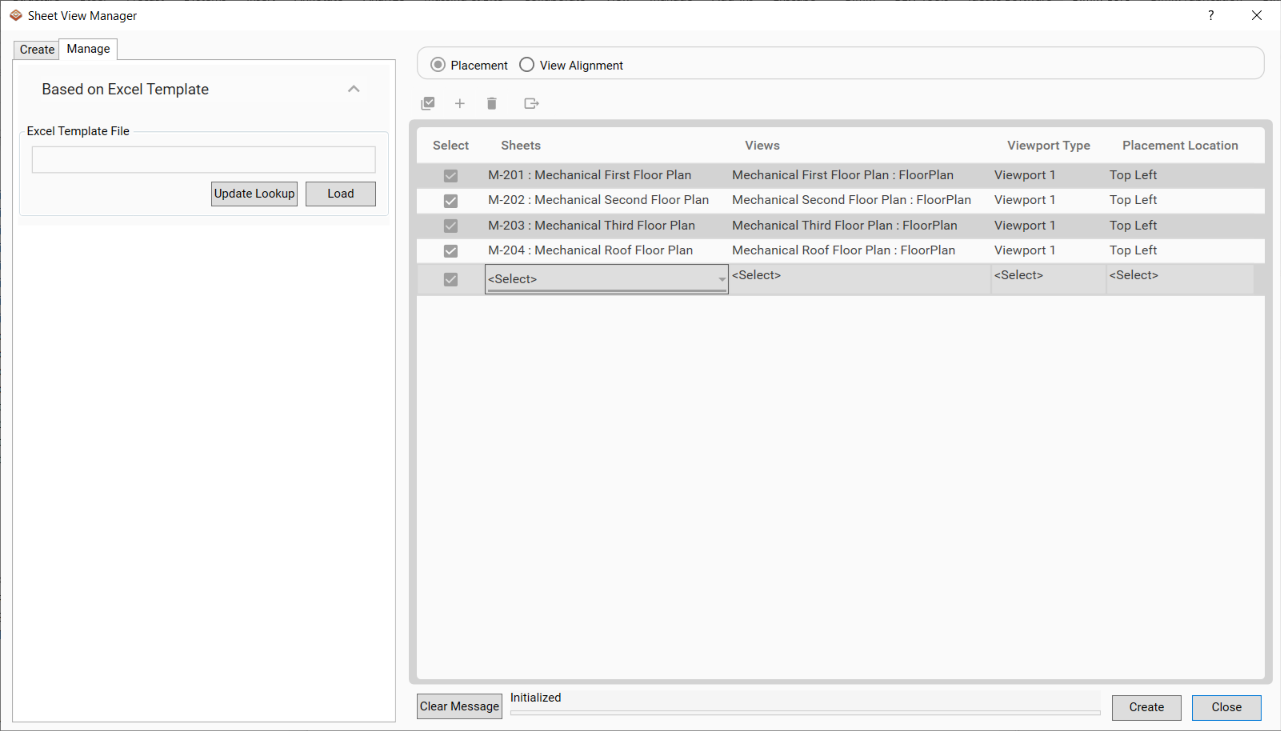 Sheet View Manager
?
Create Manage
Based on Excel Template
Excel Template File
Update Lookup Load
Placement View Alignment
Select Sheets Views Viewport Type Placement Location
M-201 : Mechanical First Floor Plan Mechanical First Floor Plan : FloorPlan Viewport 1 Top Left
M-202 : Mechanical Second Floor Plan Mechanical Second Floor Plan : FloorPlan Viewport 1 Top Left
M-203 : Mechanical Third Floor Plan Mechanical Third Floor Plan : FloorPlan Viewport 1 Top Left
M-204 : Mechanical Roof Floor Plan Mechanical Roof Floor Plan : FloorPlan Viewport 1 Top Left
<Select> <Select> <Select> <Select>
Clear Message Initialized Create Close